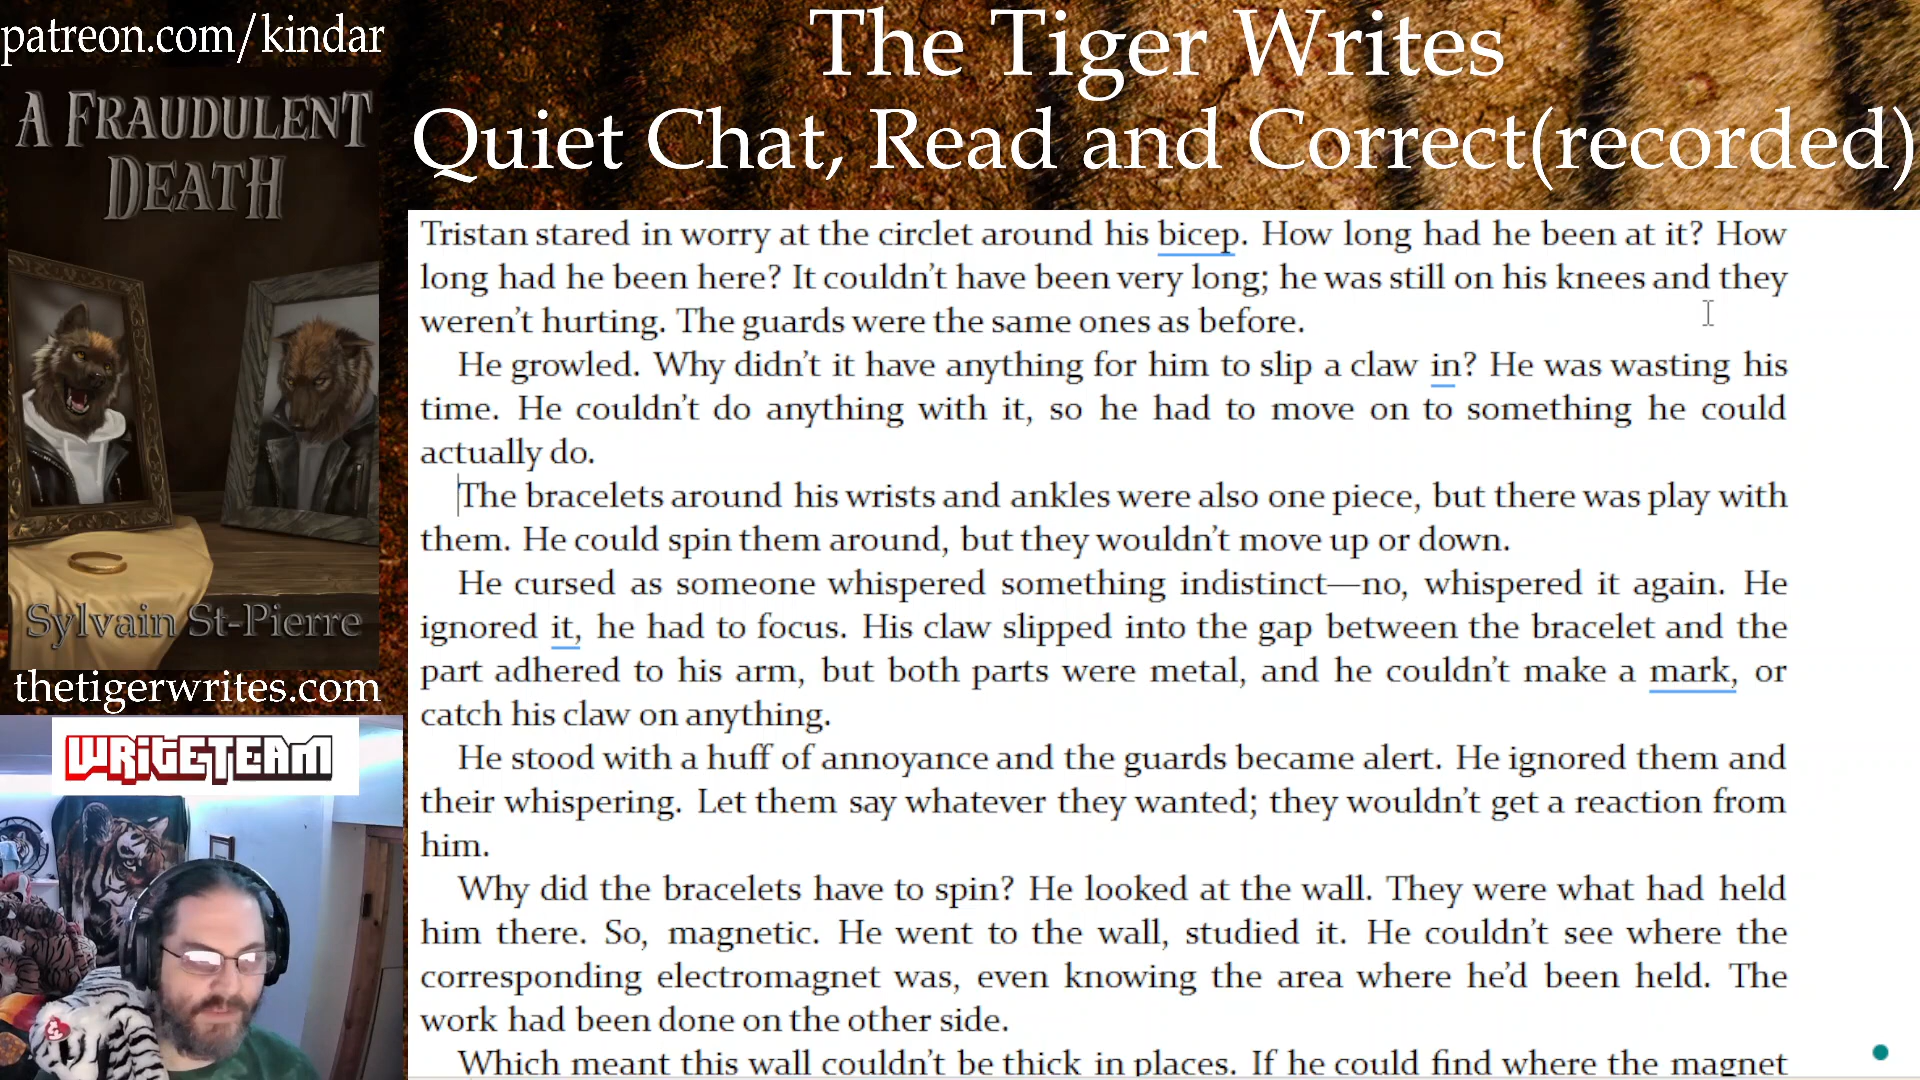 patreon.com/kindar
A FRAUDULENT
DEATH
Sylvain St-Pierre
thetigerwrites.com
WRITETEAM
The Tiger Writes
Quiet Chat, Read and Correct(recorded)
Tristan stared in worry at the circlet around his bicep. How long had he been at it? How
long had he been here? It couldn’t have been very long; he was still on his knees and they
weren’t hurting. The guards were the same ones as before.
He growled. Why didn’t it have anything for him to slip a claw in? He was wasting his
time. He couldn’t do anything with it, so he had to move on to something he could
actually do.
The bracelets around his wrists and ankles were also one piece, but there was play with
them. He could spin them around, but they wouldn’t move up or down.
He cursed as someone whispered something indistinct—no, whispered it again. He
ignored it, he had to focus. His claw slipped into the gap between the bracelet and the
part adhered to his arm, but both parts were metal, and he couldn’t make a mark, or
catch his claw on anything.
He stood with a huff of annoyance and the guards became alert. He ignored them and
their whispering. Let them say whatever they wanted; they wouldn’t get a reaction from
him.
Why did the bracelets have to spin? He looked at the wall. They were what had held
him there. So, magnetic. He went to the wall, studied it. He couldn’t see where the
corresponding electromagnet was, even knowing the area where he’d been held. The
work had been done on the other side.
Which meant this wall couldn’t be thick in places. If he could find where the magnet